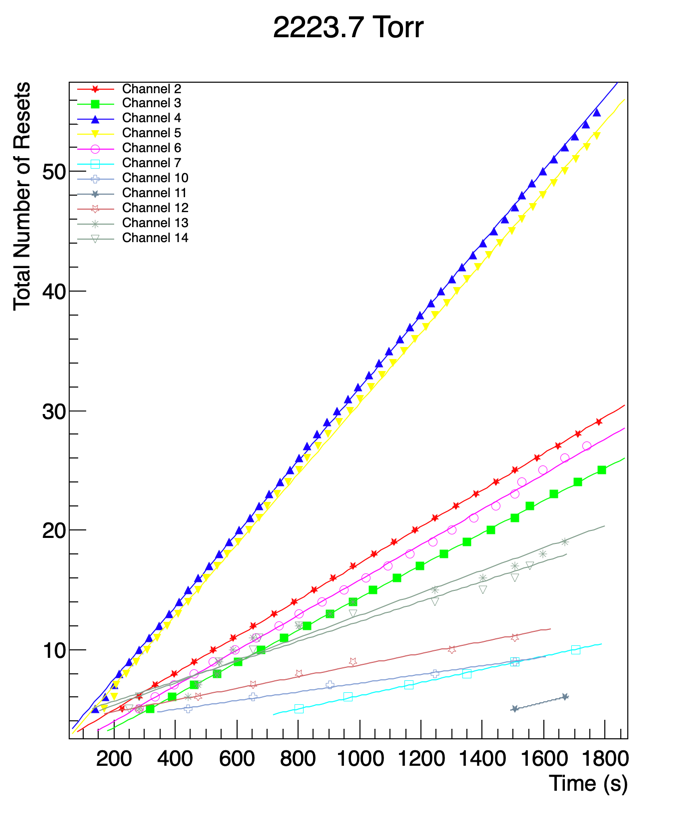 2223.7 Torr
Total Number of Resets
Channel 2
Channel 3
Channel 4
Channel 5
Channel 6
Channel 7
Channel 10
Channel 11
Channel 12
Channel 13
Channel 14
50
40
30
20
10
200 400 600 800 1000 1200 1400 1600 1800
Time (s)